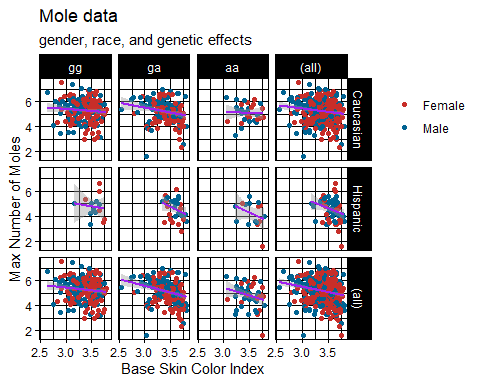 Mole data
gender, race, and genetic effects
gg ga aa (all)
Max Number of Moles
6
4
2
Caucasian
Female
Male
6
4
2
Hispanic
6
4
2
(all)
2.5 3.0 3.5 2.5 3.0 3.5 2.5 3.0 3.5 2.5 3.0 3.5
Base Skin Color Index